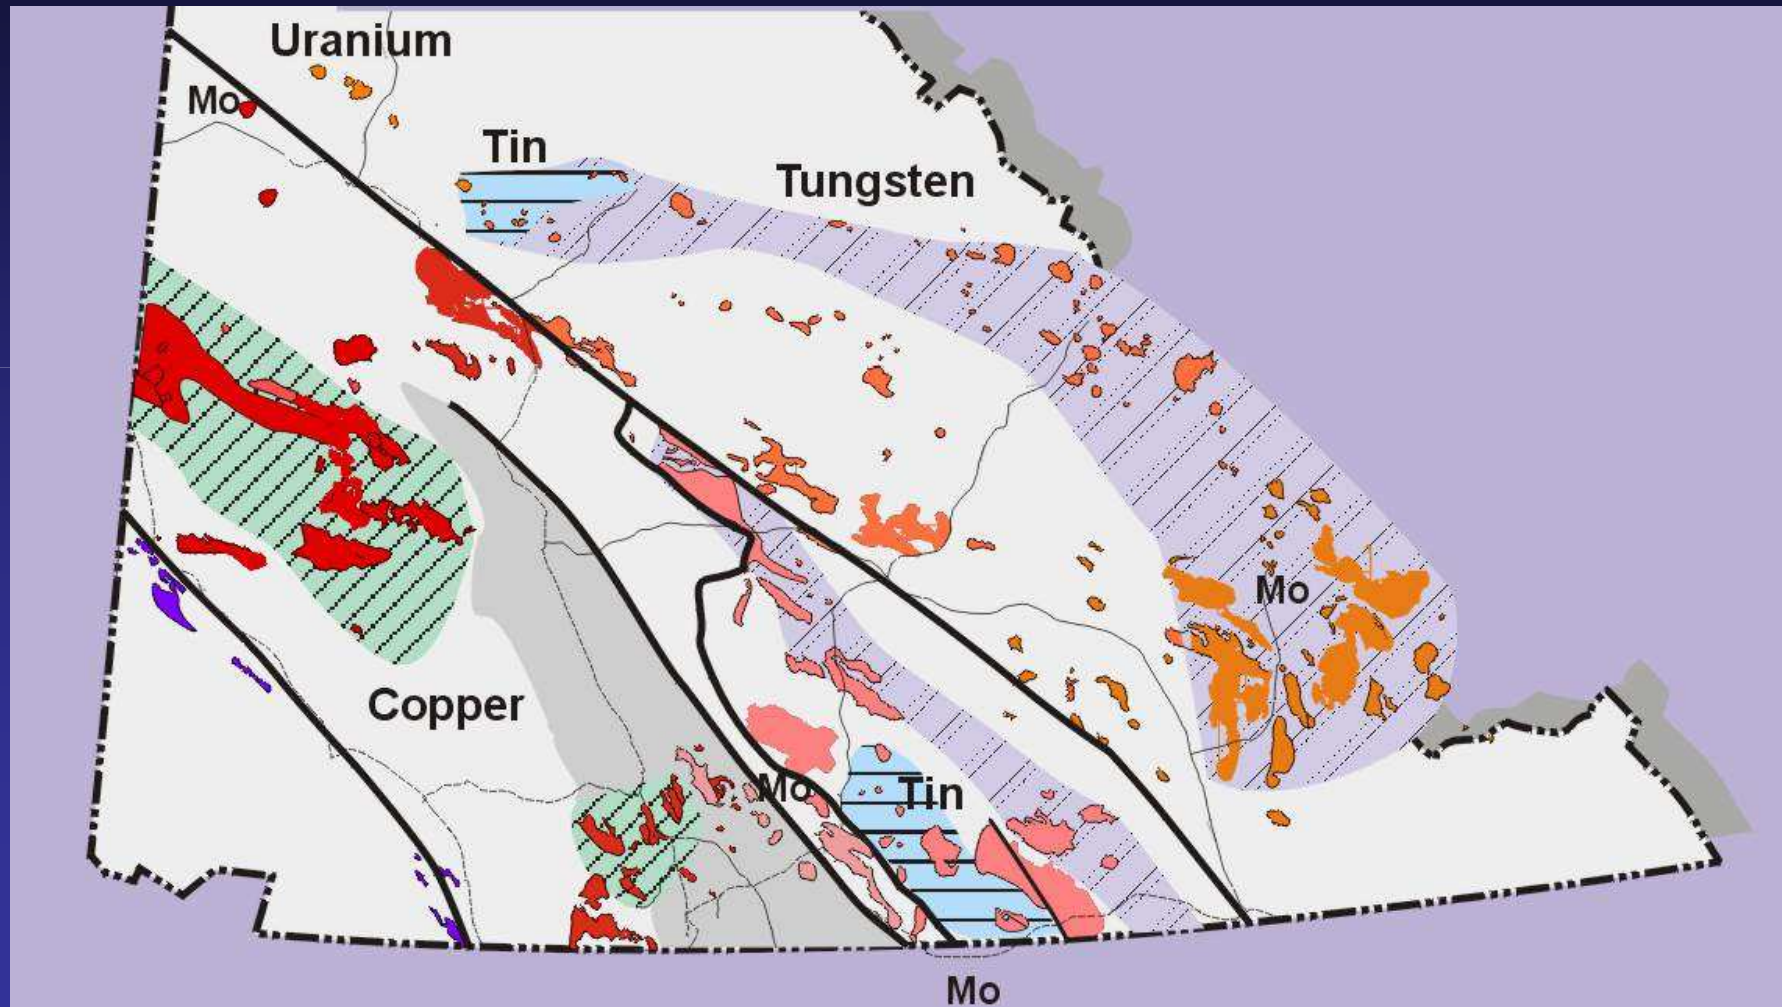 Uranium
Mo
Tin
Tungsten
Mo
Copper
Mo
Tin
Mo